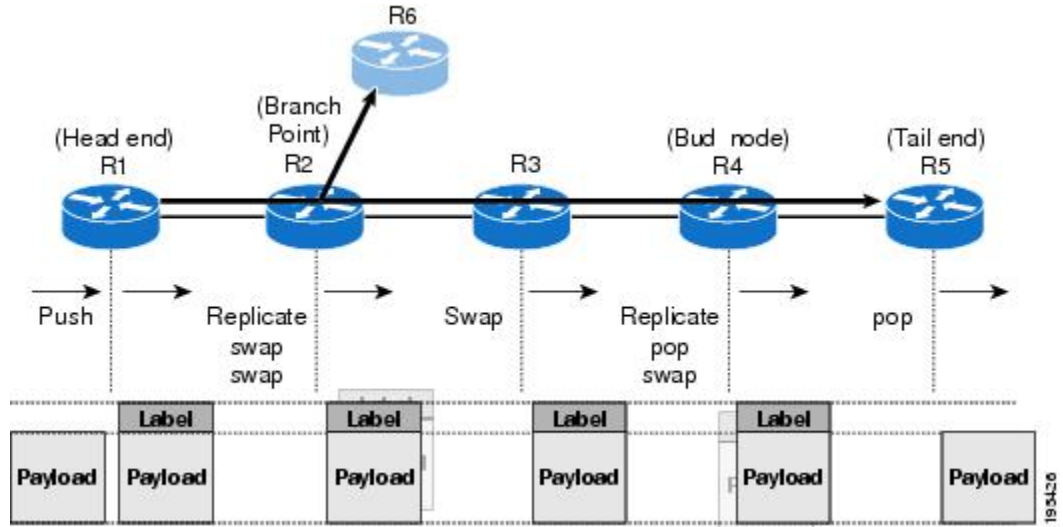 R6
(Branch
Point)
(Head end)
R1
R2
R3
(Bud node)
R4
(Tail end)
R5
Push
Replicate
swap
swap
Swap
Replicate
pop
swap
pop
Label
Label
Label
Label
Payload
Payload
Payload
Payload
Payload
Payload